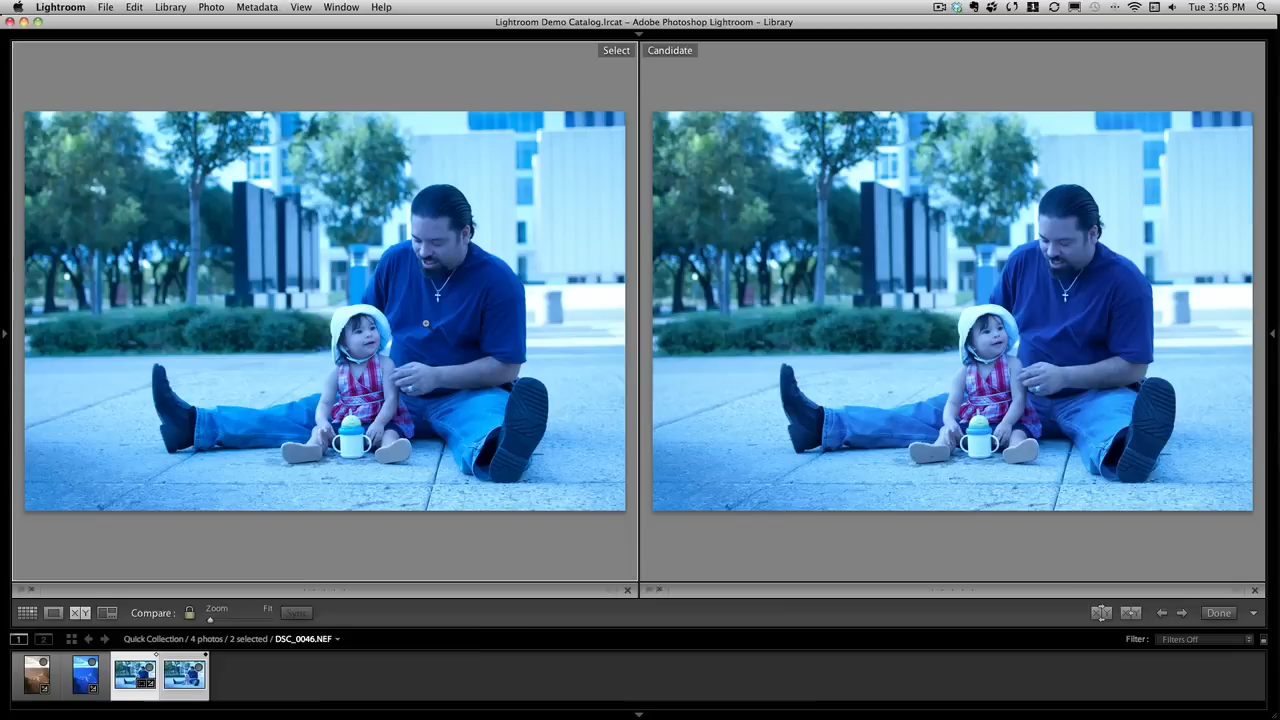 Lightroom File Edit Library Photo Metadata View Window Help 1 Tue 3:56 PM
Lightroom Demo Catalog.lrcat – Adobe Photoshop Lightroom – Library
Select Candidate
Compare : Zoom Fit Sync X Y Done
1 2 Quick Collection / 4 photos / 2 selected / DSC_0046.NEF Filter : Filters Off